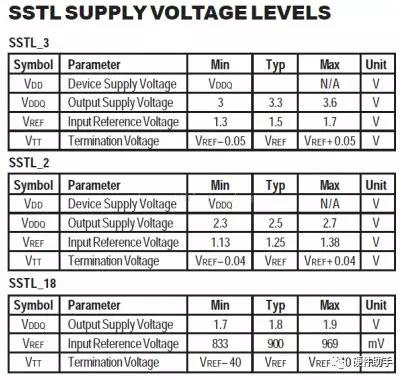 SSTL SUPPLY VOLTAGE LEVELS
SSTL_3
Symbol Parameter Min Typ Max Unit
VDD Device Supply Voltage VDDQ N/A V
VDDQ Output Supply Voltage 3 3.3 3.6 V
VREF Input Reference Voltage 1.3 1.5 1.7 V
VTT Termination Voltage VREF–0.05 VREF VREF+0.05 V
SSTL_2
Symbol Parameter Min Typ Max Unit
VDD Device Supply Voltage VDDQ N/A V
VDDQ Output Supply Voltage 2.3 2.5 2.7 V
VREF Input Reference Voltage 1.13 1.25 1.38 V
VTT Termination Voltage VREF–0.04 VREF VREF+0.04 V
SSTL_18
Symbol Parameter Min Typ Max Unit
VDDQ Output Supply Voltage 1.7 1.8 1.9 V
VREF Input Reference Voltage 833 900 969 mV
VTT Termination Voltage VREF–40 VREF
硬件助手